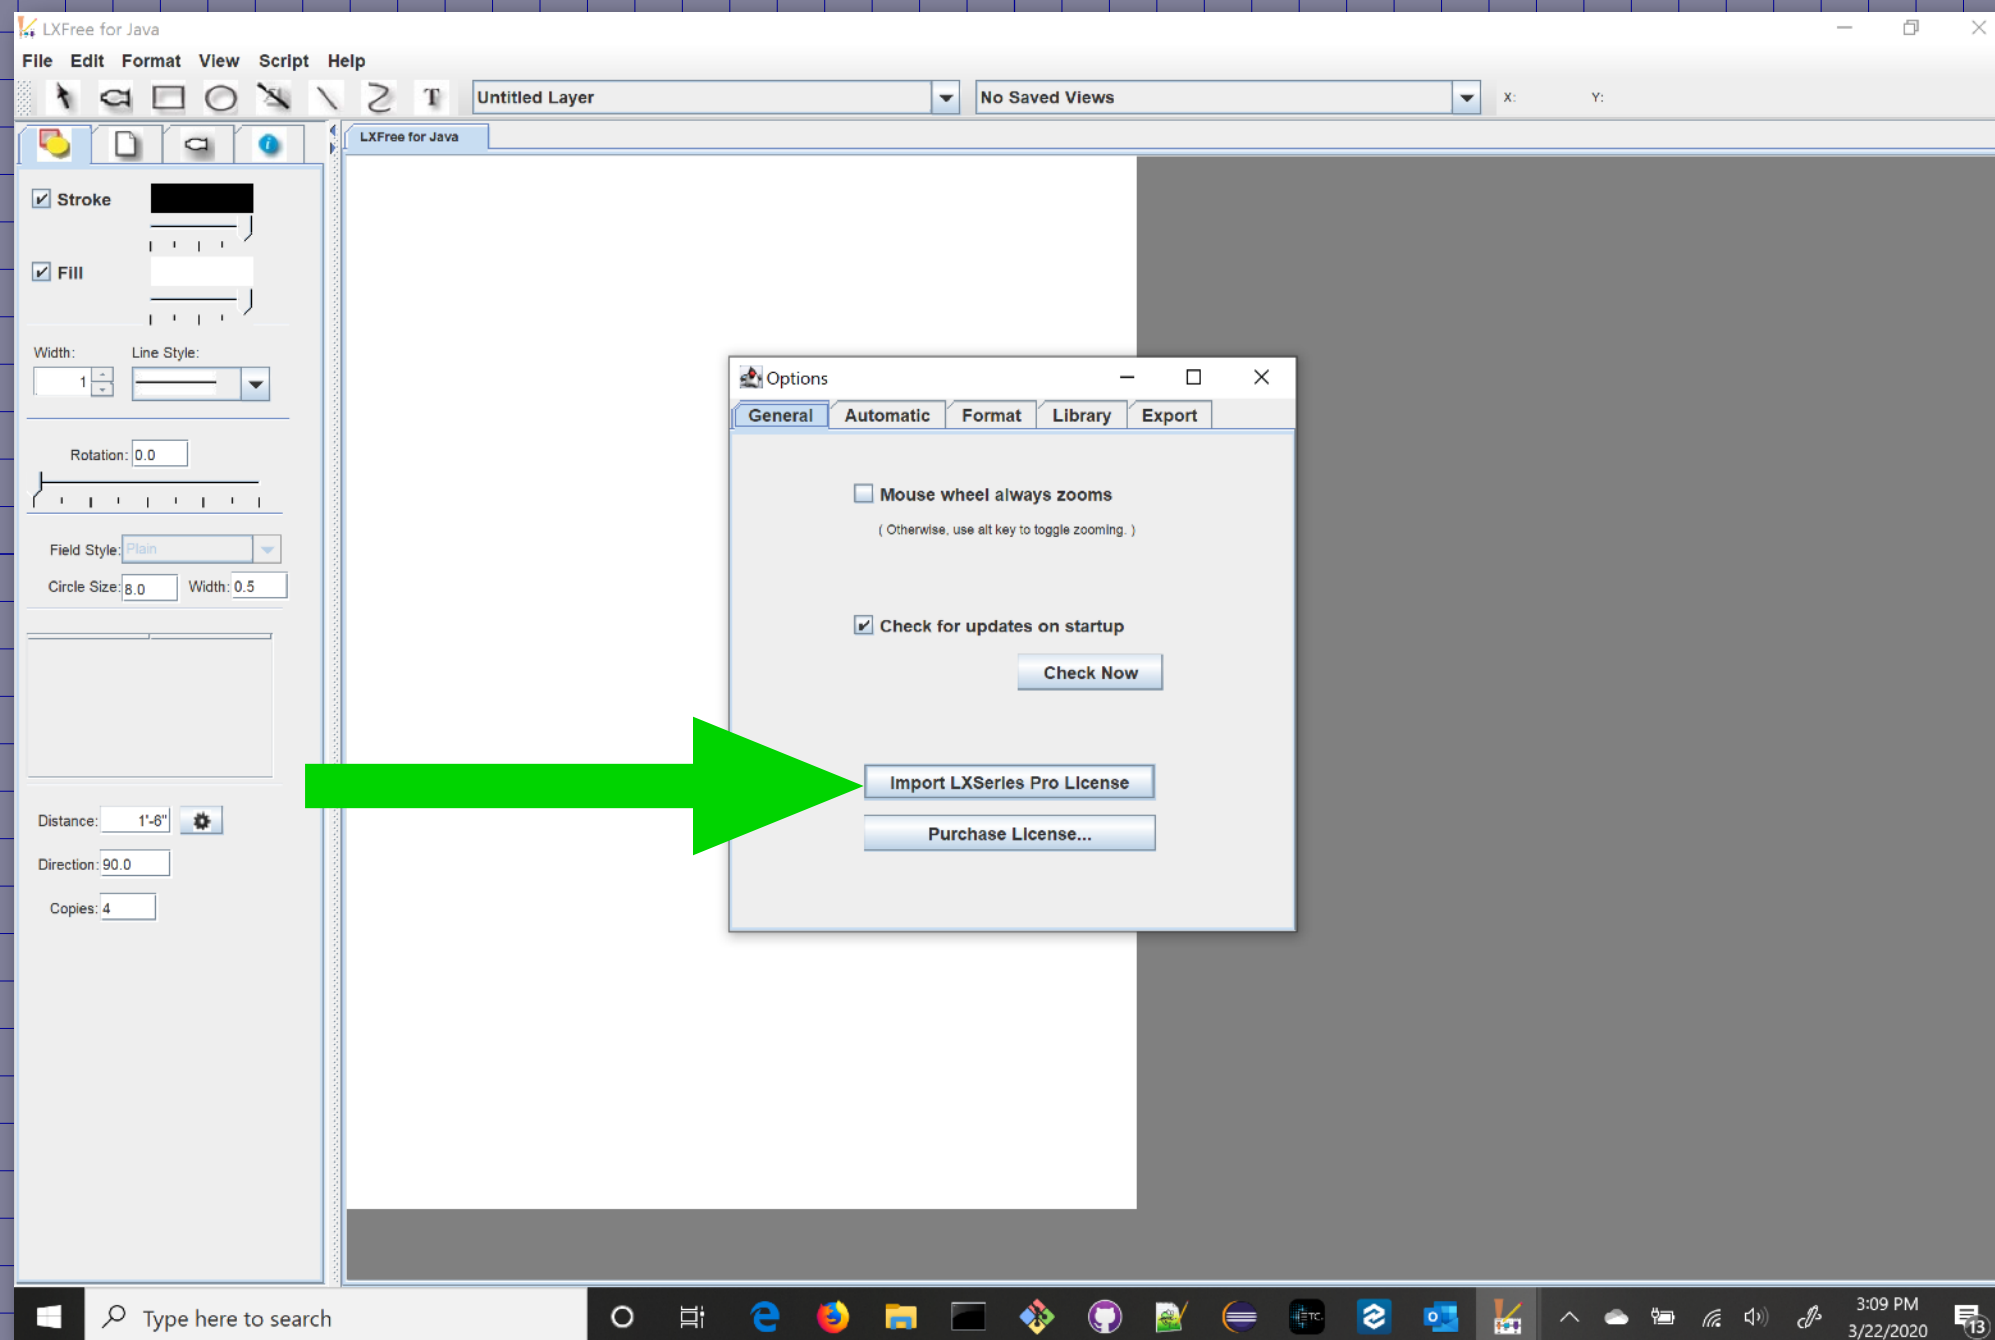 LXFree for Java
File Edit Format View Script Help
T Untitled Layer No Saved Views X: Y:
LXFree for Java
Stroke
Fill
Width: Line Style:
1
Rotation: 0.0
Field Style: Plain
Circle Size: 8.0 Width: 0.5
Distance: 1'-6"
Direction: 90.0
Copies: 4
Options
General Automatic Format Library Export
Mouse wheel always zooms
( Otherwise, use alt key to toggle zooming. )
Check for updates on startup
Check Now
Import LXSeries Pro License
Purchase License...
Type here to search
ETC
3:09 PM
3/22/2020
13